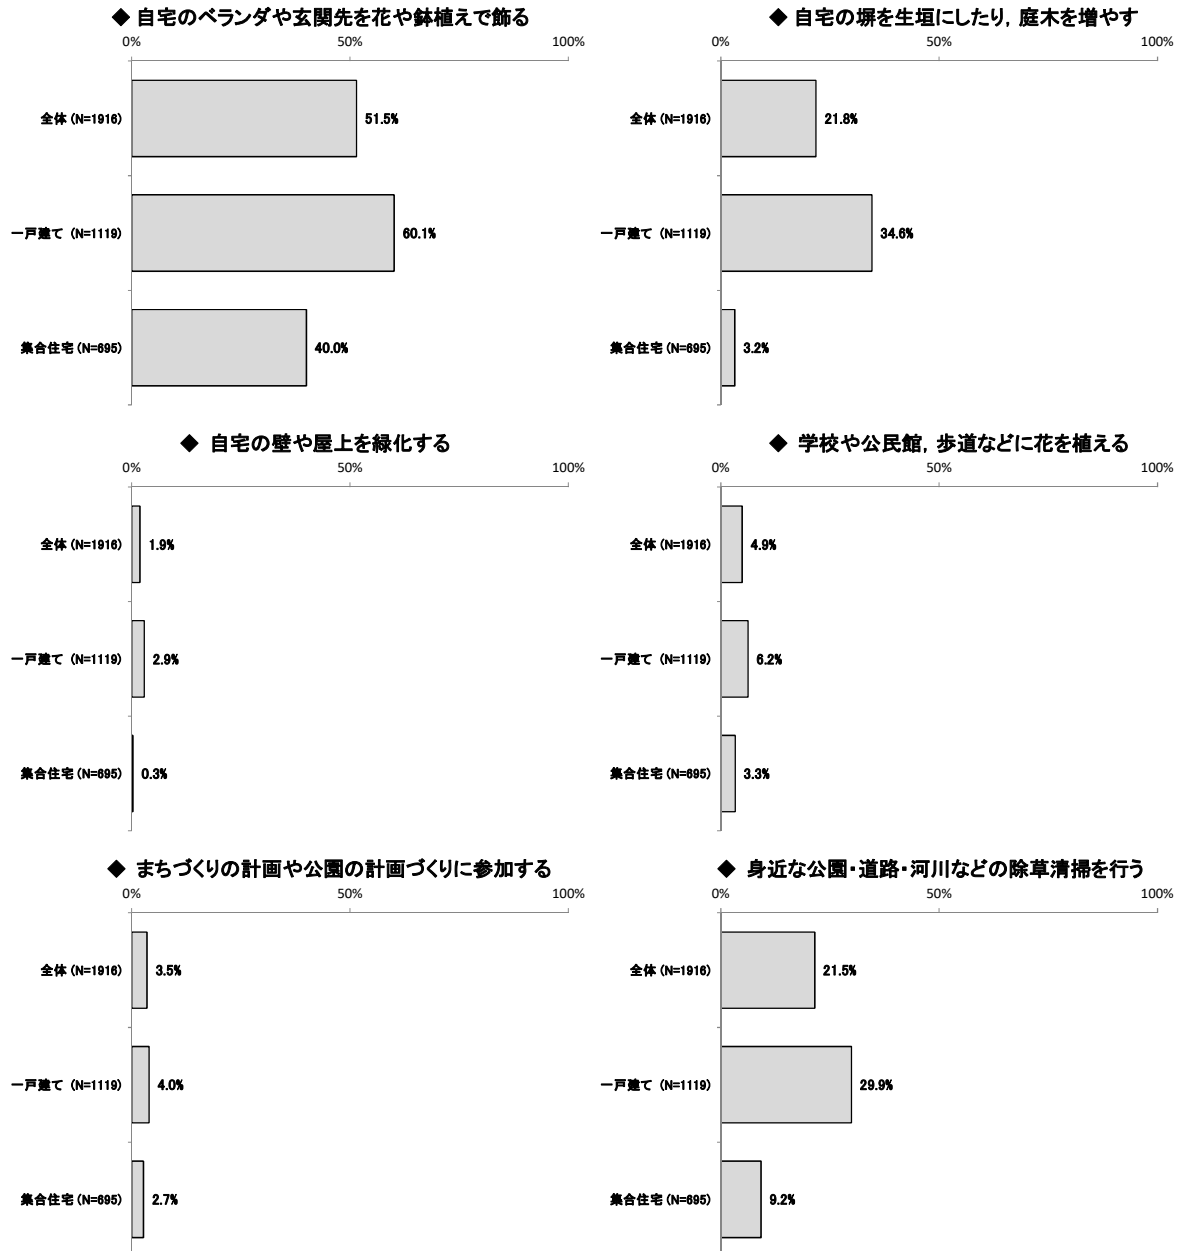 ◆ 自宅のベランダや玄関先を花や鉢植えで飾る
0% 50% 100%
全体 (N=1916) 51.5%
一戸建て (N=1119) 60.1%
集合住宅 (N=695) 40.0%
◆ 自宅の塀を生垣にしたり，庭木を増やす
0% 50% 100%
全体 (N=1916) 21.8%
一戸建て (N=1119) 34.6%
集合住宅 (N=695) 3.2%
◆ 自宅の壁や屋上を緑化する
0% 50% 100%
全体 (N=1916) 1.9%
一戸建て (N=1119) 2.9%
集合住宅 (N=695) 0.3%
◆ 学校や公民館，歩道などに花を植える
0% 50% 100%
全体 (N=1916) 4.9%
一戸建て (N=1119) 6.2%
集合住宅 (N=695) 3.3%
◆ まちづくりの計画や公園の計画づくりに参加する
0% 50% 100%
全体 (N=1916) 3.5%
一戸建て (N=1119) 4.0%
集合住宅 (N=695) 2.7%
◆ 身近な公園・道路・河川などの除草清掃を行う
0% 50% 100%
全体 (N=1916) 21.5%
一戸建て (N=1119) 29.9%
集合住宅 (N=695) 9.2%